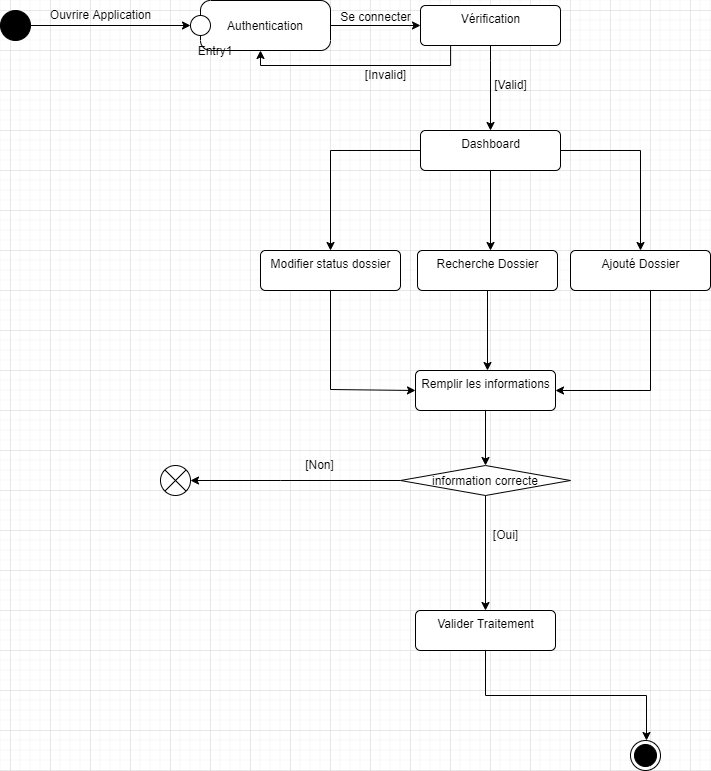 Ouvrire Application
Authentication
Entry1
Se connecter
Vérification
[Invalid]
[Valid]
Dashboard
Modifier status dossier
Recherche Dossier
Ajouté Dossier
Remplir les informations
[Non]
information correcte
[Oui]
Valider Traitement